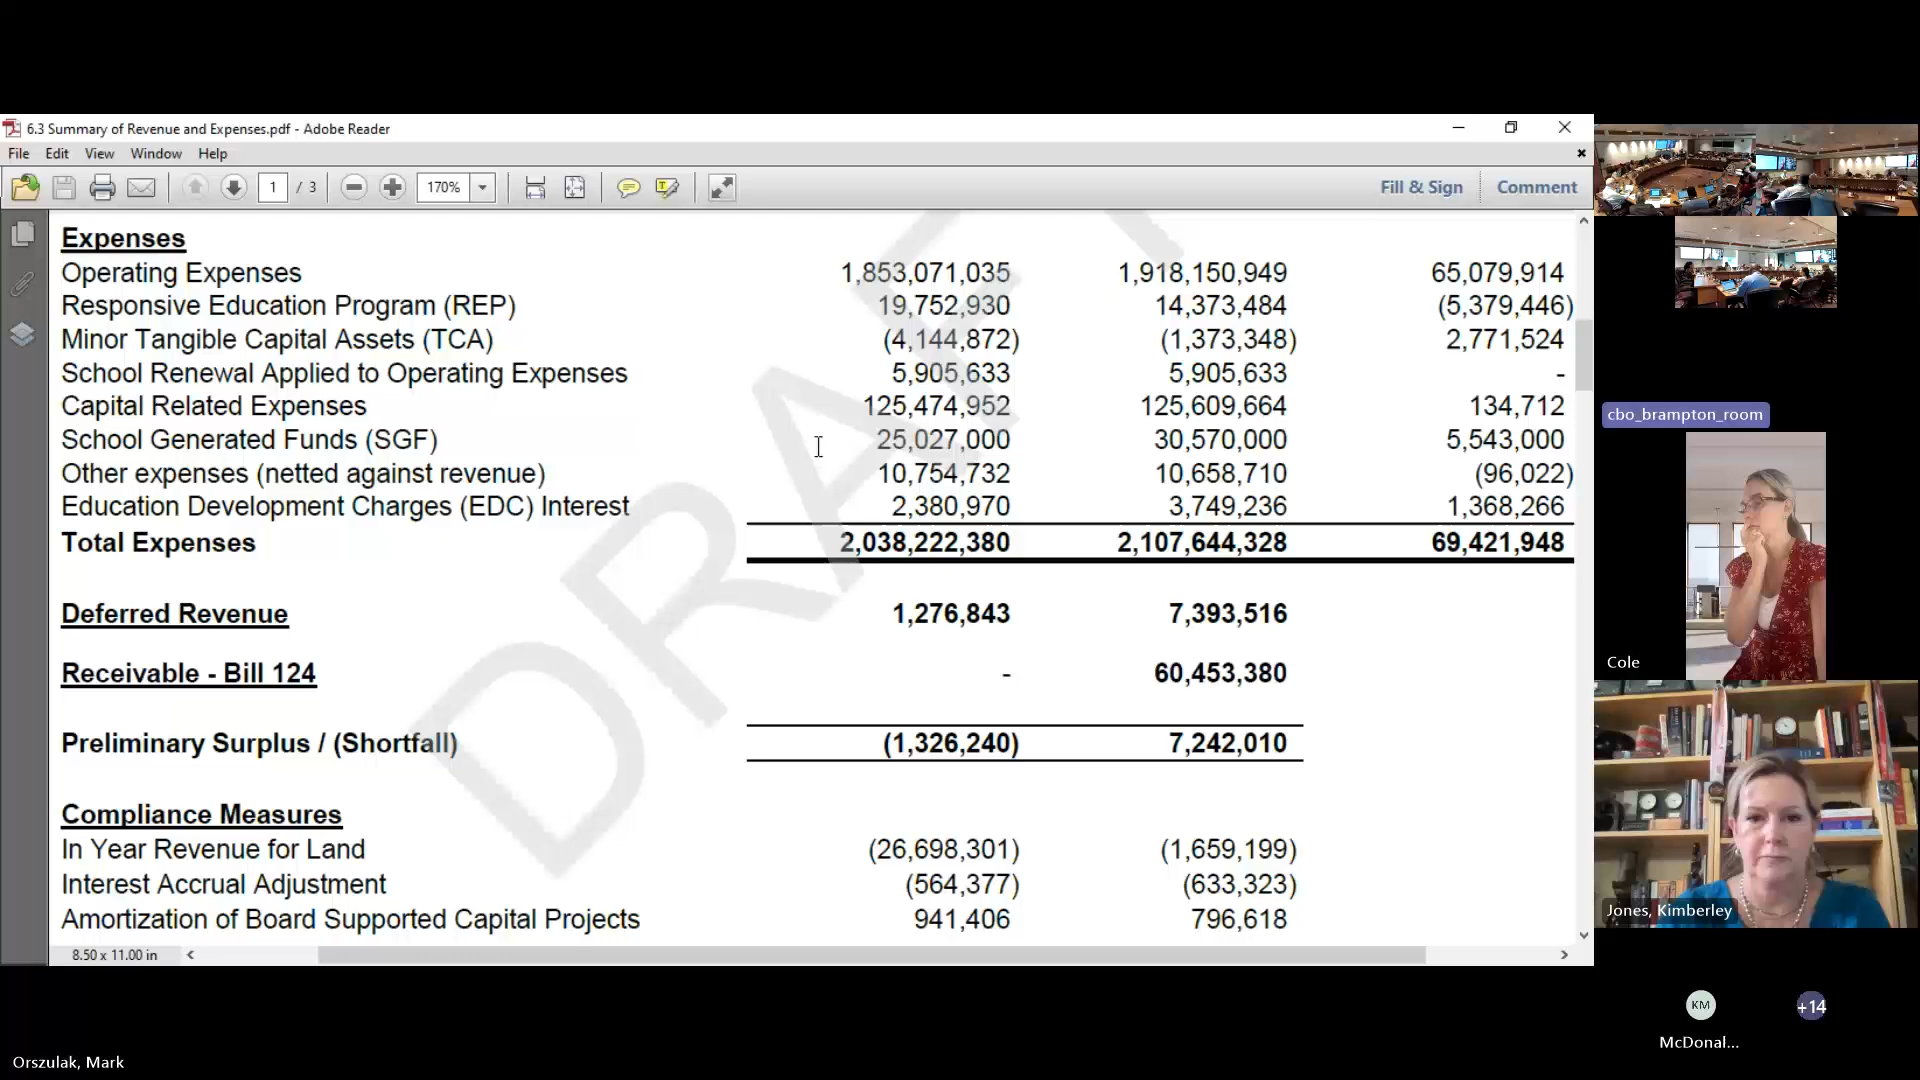 6.3 Summary of Revenue and Expenses.pdf - Adobe Reader
File Edit View Window Help
1 / 3 170% Fill & Sign Comment
Expenses
Operating Expenses 1,853,071,035 1,918,150,949 65,079,914
Responsive Education Program (REP) 19,752,930 14,373,484 (5,379,446)
Minor Tangible Capital Assets (TCA) (4,144,872) (1,373,348) 2,771,524
School Renewal Applied to Operating Expenses 5,905,633 5,905,633 -
Capital Related Expenses 125,474,952 125,609,664 134,712
School Generated Funds (SGF) 25,027,000 30,570,000 5,543,000
Other expenses (netted against revenue) 10,754,732 10,658,710 (96,022)
Education Development Charges (EDC) Interest 2,380,970 3,749,236 1,368,266
Total Expenses 2,038,222,380 2,107,644,328 69,421,948
Deferred Revenue 1,276,843 7,393,516
Receivable - Bill 124 - 60,453,380
Preliminary Surplus / (Shortfall) (1,326,240) 7,242,010
Compliance Measures
In Year Revenue for Land (26,698,301) (1,659,199)
Interest Accrual Adjustment (564,377) (633,323)
Amortization of Board Supported Capital Projects 941,406 796,618
8.50 x 11.00 in
DRAFT
cbo_brampton_room
Cole
Jones, Kimberley
KM
+14
McDonal...
Orszulak, Mark